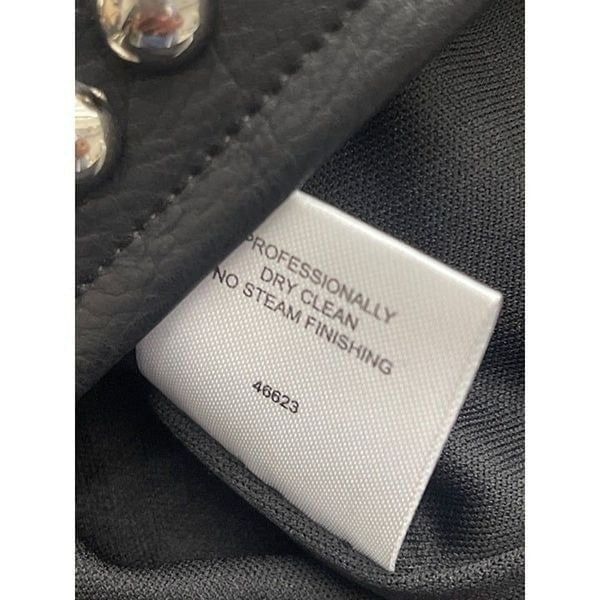 PROFESSIONALLY
DRY CLEAN
NO STEAM FINISHING
46623